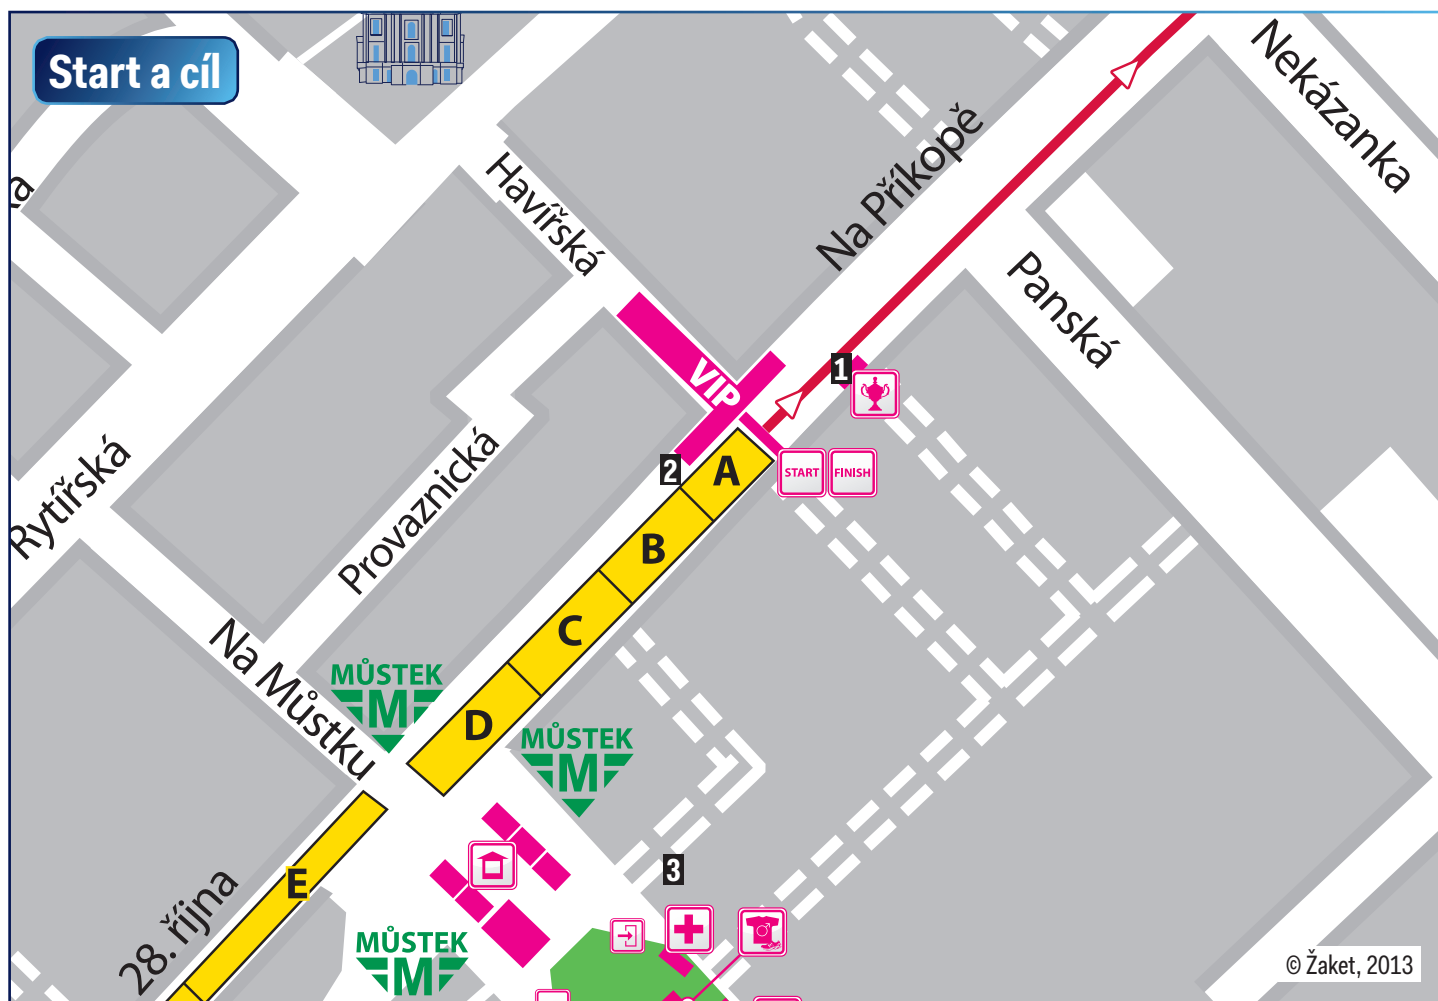 Start a cíl
Nekázanka
Na Příkopě
Havířská
ka
Panská
1
VIP
START
FINISH
2
A
B
Rytířská
Provaznická
C
Na Můstku
MŮSTEK
M
D
MŮSTEK
M
3
E
28. října
MŮSTEK
M
© Žaket, 2013